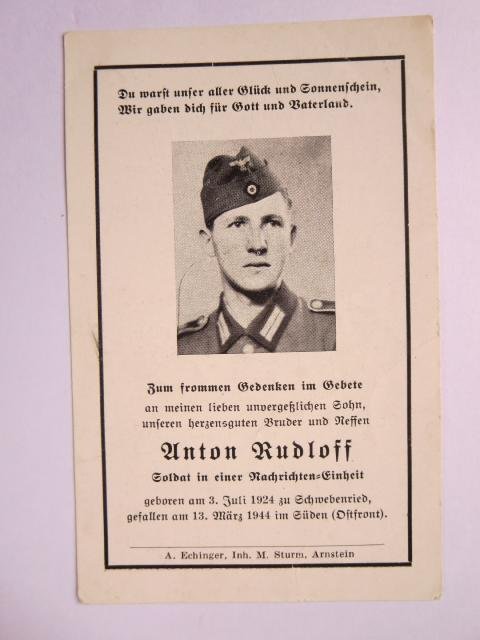 Du warst unser aller Glück und Sonnenschein,
Wir gaben dich für Gott und Vaterland.
Zum frommen Gedenken im Gebete
an meinen lieben unvergeßlichen Sohn,
unseren herzensguten Bruder und Neffen
Anton Rudloff
Soldat in einer Nachrichten=Einheit
geboren am 3. Juli 1924 zu Schwebenried,
gefallen am 13. März 1944 im Süden (Ostfront).
A. Echinger, Inh. M. Sturm, Arnstein